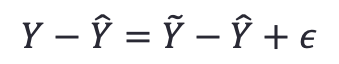 Y − Ŷ = Ỹ − Ŷ + ϵ